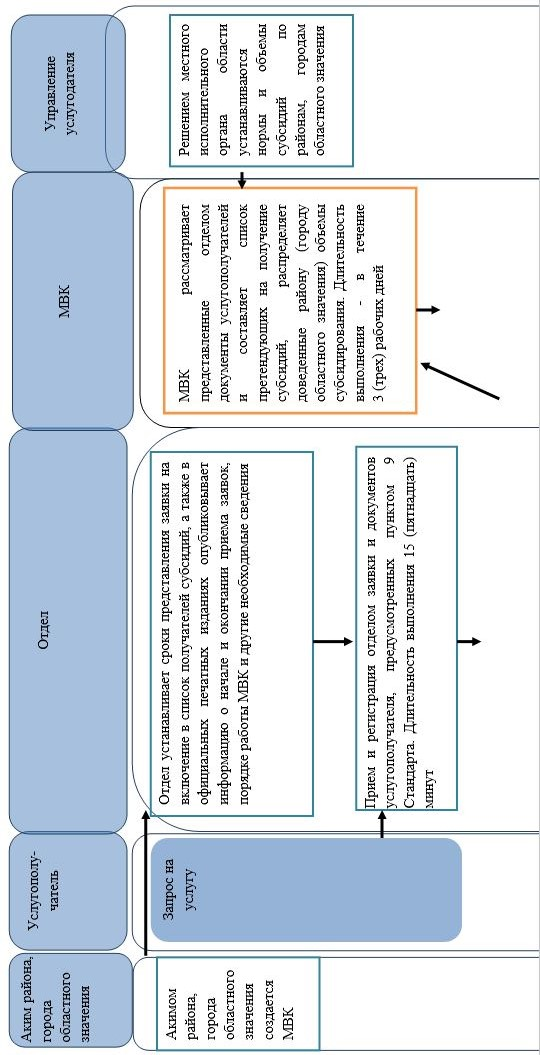 Аким района,
города
областного
значения
Услугополу-
чатель
Отдел
МВК
Управление
услугодателя
Акимом
района,
города
областного
значения
создается
МВК
Запрос на
услугу
Отдел устанавливает сроки представления заявки на
включение в список получателей субсидий, а также в
официальных печатных изданиях опубликовывает
информацию о начале и окончании приема заявок,
порядке работы МВК и другие необходимые сведения
Прием и регистрация отделом заявки и документов
услугополучателя, предусмотренных пунктом 9
Стандарта. Длительность выполнения 15 (пятнадцать)
минут
МВК рассматривает
представленные отделом
документы услугополучателей
и составляет список
претендующих на получение
субсидий, распределяет
доведенные району (городу
областного значения) объемы
субсидирования. Длительность
выполнения - в течение
3 (трех) рабочих дней
Решением местного
исполнительного
органа области
устанавливаются
нормы и объемы
субсидий по
районам, городам
областного значения